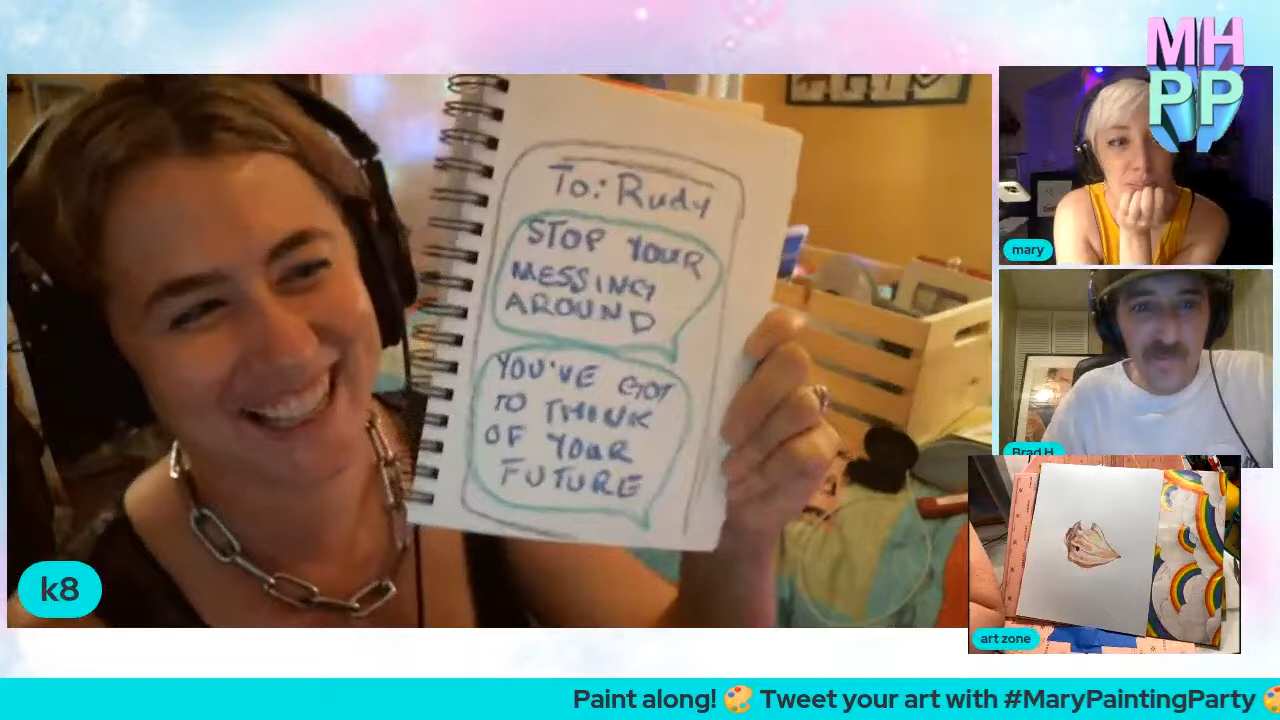 MH
PP
To: Rudy
STOP YOUR
MESSING
AROUND
YOU'VE GOT
TO THINK
OF YOUR
FUTURE
k8
mary
Brad H
art zone
Paint along! 🎨 Tweet your art with #MaryPaintingParty 🎨